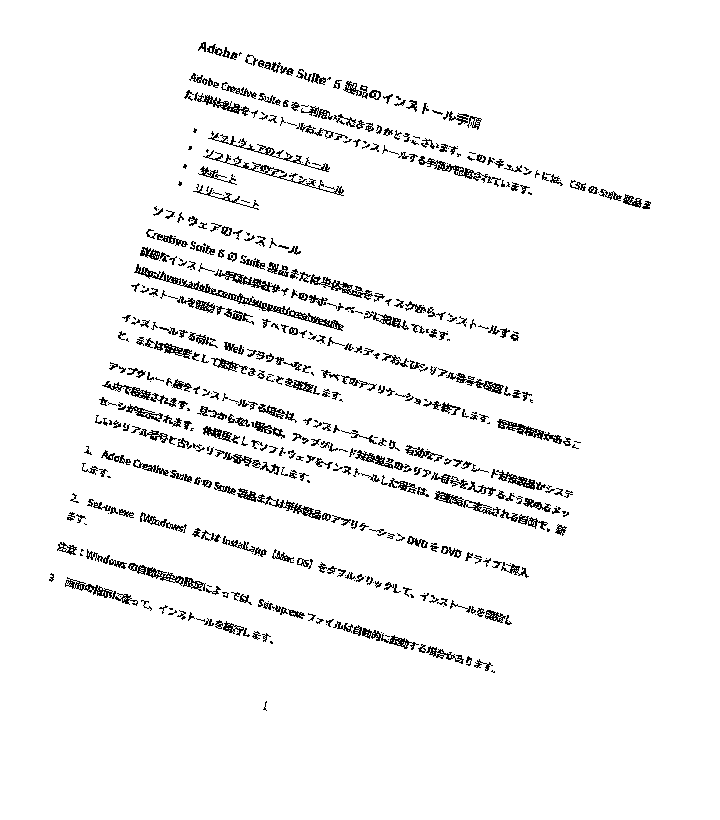 Adobe® Creative Suite® 6 製品のインストール手順
Adobe Creative Suite 6 をご利用いただきありがとうございます。このドキュメントには、CS6 の Suite 製品ま
たは単体製品をインストールおよびアンインストールする手順が記載されています。
• ソフトウェアのインストール
• ソフトウェアのアンインストール
• サポート
• リリースノート
ソフトウェアのインストール
Creative Suite 6 の Suite 製品または単体製品をディスクからインストールする
詳細なインストール手順は弊社サイトのサポートページに掲載しています。
http://www.adobe.com/jp/support/creativesuite
インストールを開始する前に、すべてのインストールメディアおよびシリアル番号を確認します。
インストールする前に、Web ブラウザーなど、すべてのアプリケーションを終了します。管理者権限があるこ
と、または管理者として認証できることを確認します。
アップグレード版をインストールする場合は、インストーラーにより、有効なアップグレード対象製品がシステ
ム内で検索されます。見つからない場合は、アップグレード対象製品のシリアル番号を入力するよう求めるメッ
セージが表示されます。体験版としてソフトウェアをインストールした場合は、起動時に表示される画面で、新
しいシリアル番号と古いシリアル番号を入力します。
1. Adobe Creative Suite 6 の Suite 製品または単体製品のアプリケーション DVD を DVD ドライブに挿入
します。
2. Set-up.exe（Windows）または Install.app（Mac OS）をダブルクリックして、インストールを開始し
ます。
注意：Windows の自動再生の設定によっては、Set-up.exe ファイルは自動的に起動する場合があります。
3 画面の指示に従って、インストールを続行します。
1